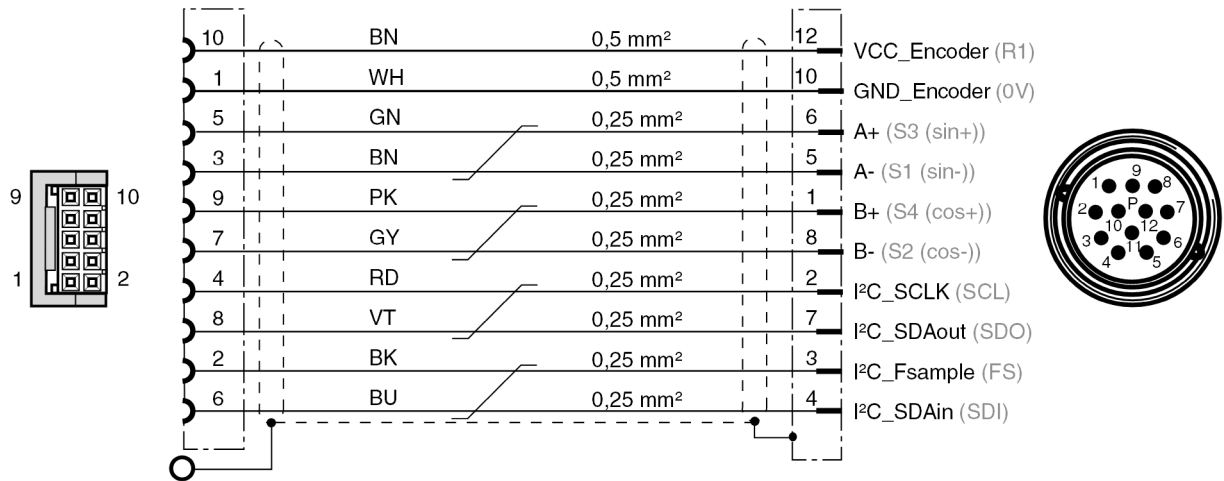 10 BN 0,5 mm² 12 VCC_Encoder (R1)
1 WH 0,5 mm² 10 GND_Encoder (0V)
5 GN 0,25 mm² 6 A+ (S3 (sin+))
3 BN 0,25 mm² 5 A- (S1 (sin-))
9 PK 0,25 mm² 1 B+ (S4 (cos+))
7 GY 0,25 mm² 8 B- (S2 (cos-))
4 RD 0,25 mm² 2 I²C_SCLK (SCL)
8 VT 0,25 mm² 7 I²C_SDAout (SDO)
2 BK 0,25 mm² 3 I²C_Fsample (FS)
6 BU 0,25 mm² 4 I²C_SDAin (SDI)
9 10
1 2
9
1 8
P
2 7
10 12
3 6
11
4 5